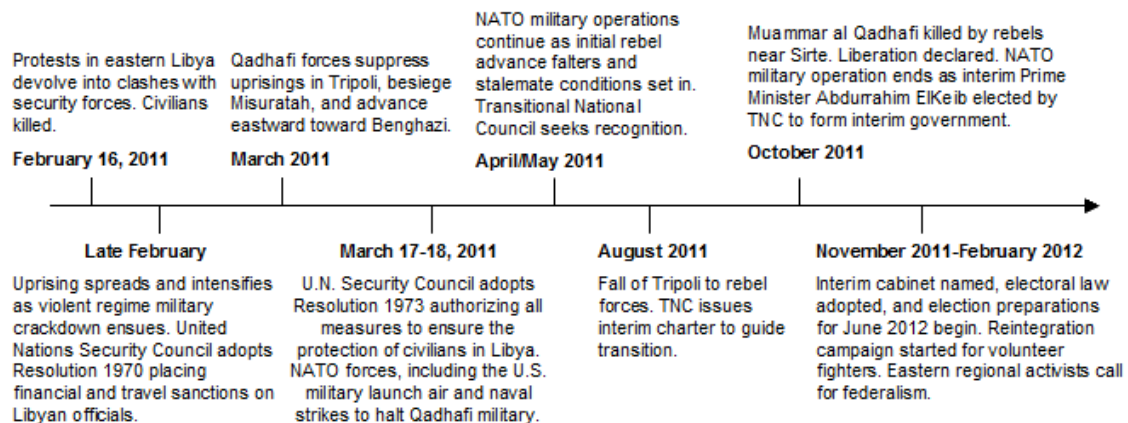 Protests in eastern Libya
devolve into clashes with
security forces. Civilians
killed.
February 16, 2011
Qadhafi forces suppress
uprisings in Tripoli, besiege
Misuratah, and advance
eastward toward Benghazi.
March 2011
NATO military operations
continue as initial rebel
advance falters and
stalemate conditions set in.
Transitional National
Council seeks recognition.
April/May 2011
Muammar al Qadhafi killed by rebels
near Sirte. Liberation declared. NATO
military operation ends as interim Prime
Minister Abdurrahim ElKeib elected by
TNC to form interim government.
October 2011
Late February
Uprising spreads and intensifies
as violent regime military
crackdown ensues. United
Nations Security Council adopts
Resolution 1970 placing
financial and travel sanctions on
Libyan officials.
March 17-18, 2011
U.N. Security Council adopts
Resolution 1973 authorizing all
measures to ensure the
protection of civilians in Libya.
NATO forces, including the U.S.
military launch air and naval
strikes to halt Qadhafi military.
August 2011
Fall of Tripoli to rebel
forces. TNC issues
interim charter to guide
transition.
November 2011-February 2012
Interim cabinet named, electoral law
adopted, and election preparations
for June 2012 begin. Reintegration
campaign started for volunteer
fighters. Eastern regional activists call
for federalism.